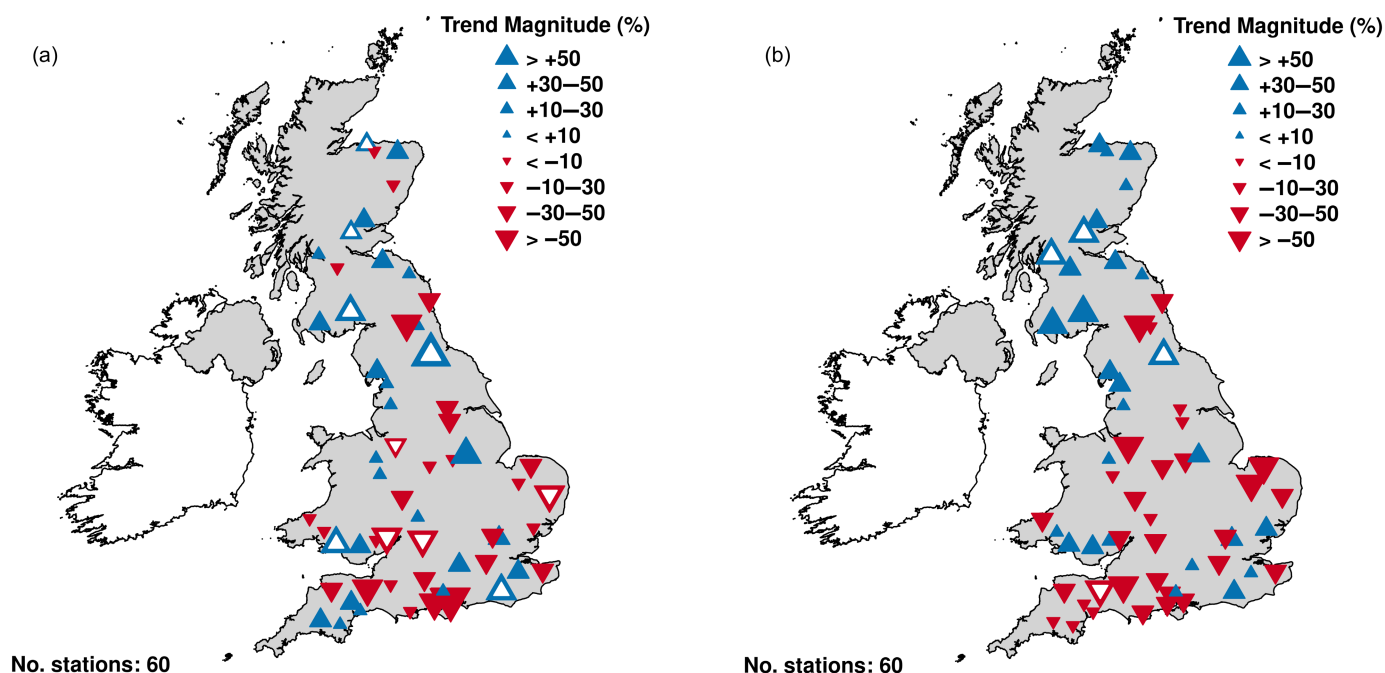 (a)
Trend Magnitude (%)
> +50
+30–50
+10–30
< +10
< –10
–10–30
–30–50
> –50
No. stations: 60
(b)
Trend Magnitude (%)
> +50
+30–50
+10–30
< +10
< –10
–10–30
–30–50
> –50
No. stations: 60